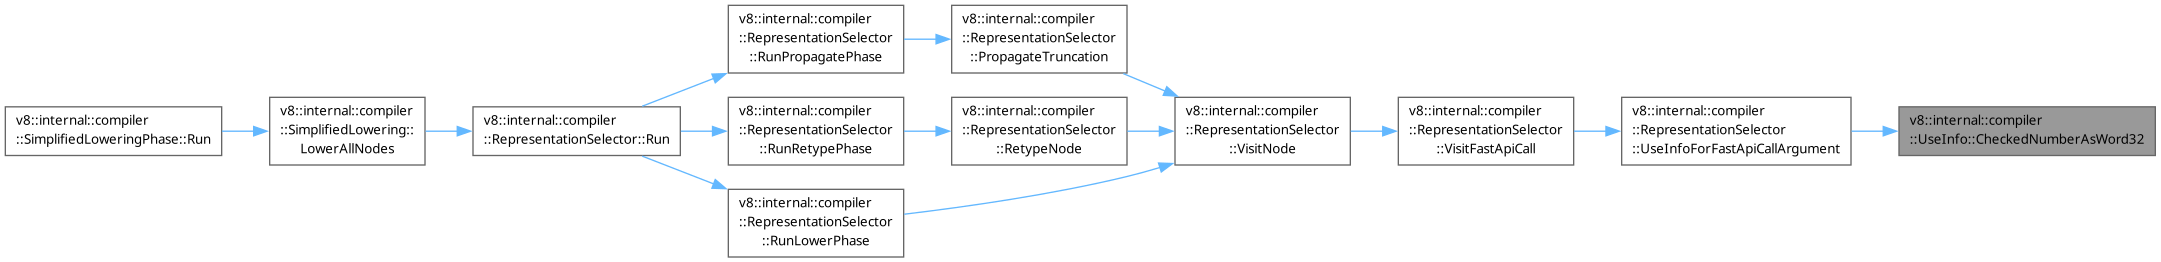 v8::internal::compiler
::SimplifiedLoweringPhase::Run
v8::internal::compiler
::SimplifiedLowering::
LowerAllNodes
v8::internal::compiler
::RepresentationSelector::Run
v8::internal::compiler
::RepresentationSelector
::RunPropagatePhase
v8::internal::compiler
::RepresentationSelector
::PropagateTruncation
v8::internal::compiler
::RepresentationSelector
::RunRetypePhase
v8::internal::compiler
::RepresentationSelector
::RetypeNode
v8::internal::compiler
::RepresentationSelector
::RunLowerPhase
v8::internal::compiler
::RepresentationSelector
::VisitNode
v8::internal::compiler
::RepresentationSelector
::VisitFastApiCall
v8::internal::compiler
::RepresentationSelector
::UseInfoForFastApiCallArgument
v8::internal::compiler
::UseInfo::CheckedNumberAsWord32